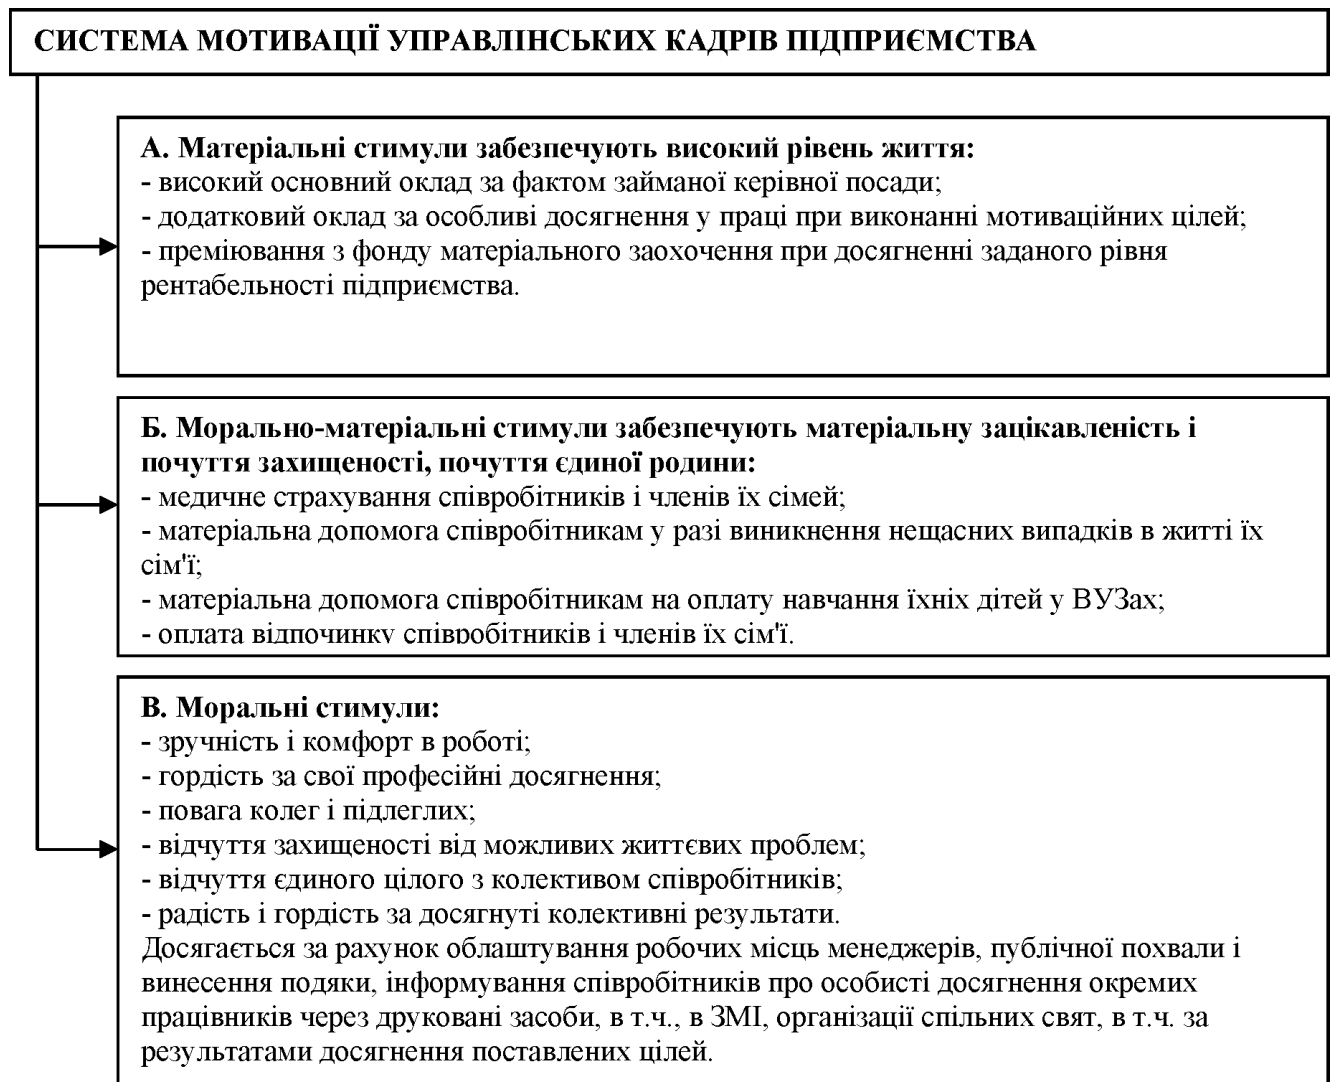 СИСТЕМА МОТИВАЦІЇ УПРАВЛІНСЬКИХ КАДРІВ ПІДПРИЄМСТВА
А. Матеріальні стимули забезпечують високий рівень життя:
- високий основний оклад за фактом займаної керівної посади;
- додатковий оклад за особливі досягнення у праці при виконанні мотиваційних цілей;
- преміювання з фонду матеріального заохочення при досягненні заданого рівня
рентабельності підприємства.
Б. Морально-матеріальні стимули забезпечують матеріальну зацікавленість і
почуття захищеності, почуття єдиної родини:
- медичне страхування співробітників і членів їх сімей;
- матеріальна допомога співробітникам у разі виникнення нещасних випадків в житті їх
сім'ї;
- матеріальна допомога співробітникам на оплату навчання їхніх дітей у ВУЗах;
- оплата відпочинку співробітників і членів їх сім'ї.
В. Моральні стимули:
- зручність і комфорт в роботі;
- гордість за свої професійні досягнення;
- повага колег і підлеглих;
- відчуття захищеності від можливих життєвих проблем;
- відчуття єдиного цілого з колективом співробітників;
- радість і гордість за досягнуті колективні результати.
Досягається за рахунок облаштування робочих місць менеджерів, публічної похвали і
винесення подяки, інформування співробітників про особисті досягнення окремих
працівників через друковані засоби, в т.ч., в ЗМІ, організації спільних свят, в т.ч. за
результатами досягнення поставлених цілей.